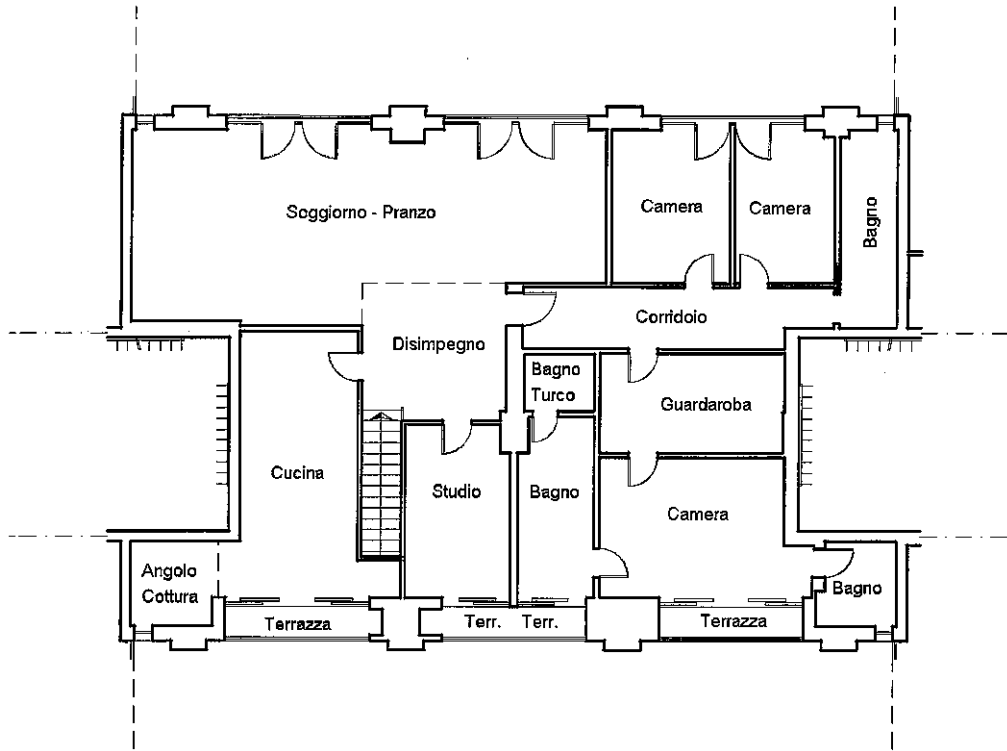 Soggiorno - Pranzo
Camera
Camera
Bagno
Corridoio
Disimpegno
Bagno
Turco
Guardaroba
Cucina
Studio
Bagno
Camera
Angolo
Cottura
Bagno
Terrazza
Terr.
Terr.
Terrazza